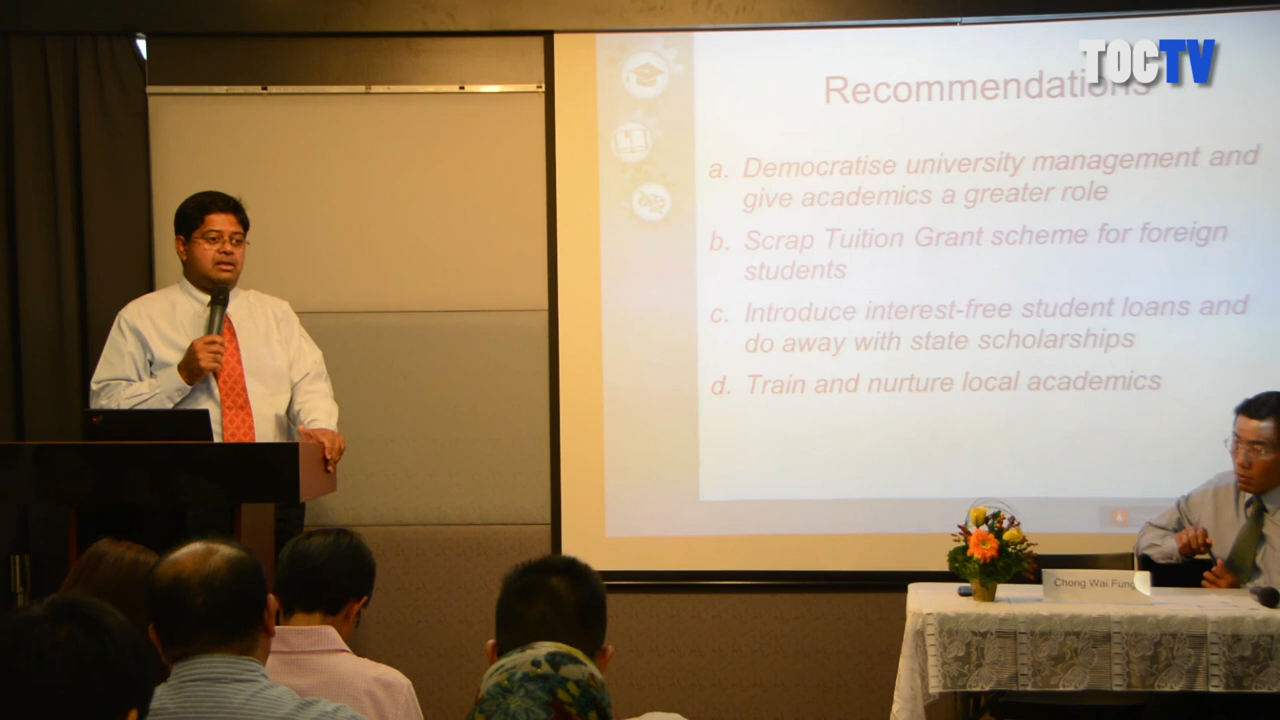 TOCTV
Recommendations
a. Democratise university management and
give academics a greater role
b. Scrap Tuition Grant scheme for foreign
students
c. Introduce interest-free student loans and
do away with state scholarships
d. Train and nurture local academics
Chong Wai Fung